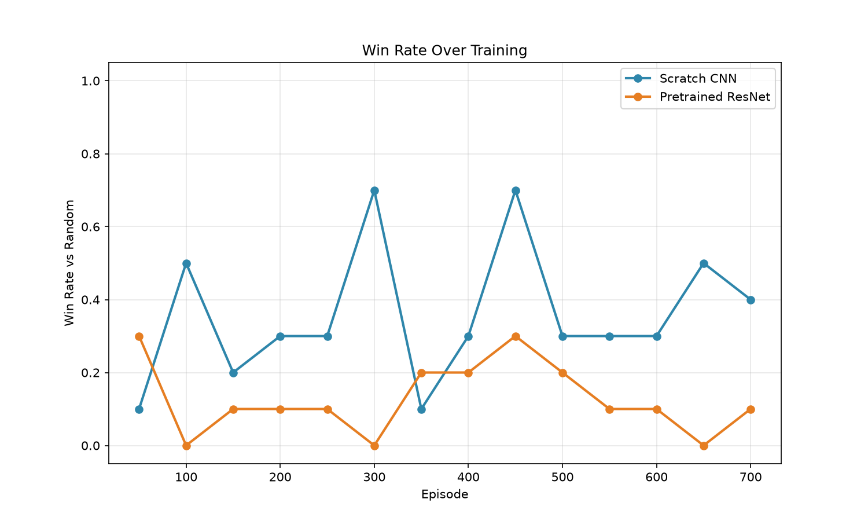 Win Rate Over Training
Scratch CNN
Pretrained ResNet
Win Rate vs Random
1.0
0.8
0.6
0.4
0.2
0.0
100 200 300 400 500 600 700
Episode